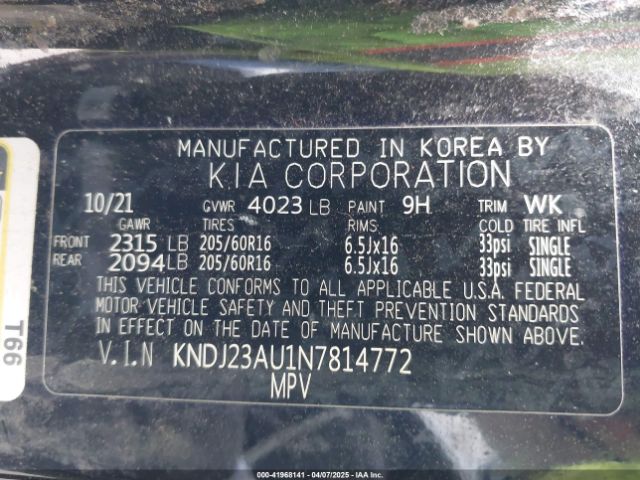 MANUFACTURED IN KOREA BY
KIA CORPORATION
10/21 GVWR 4023 LB PAINT 9H TRIM WK
GAWR TIRES RIMS COLD TIRE INFL
FRONT 2315 LB 205/60R16 6.5Jx16 33psi SINGLE
REAR 2094 LB 205/60R16 6.5Jx16 33psi SINGLE
THIS VEHICLE CONFORMS TO ALL APPLICABLE U.S.A. FEDERAL
MOTOR VEHICLE SAFETY AND THEFT PREVENTION STANDARDS
IN EFFECT ON THE DATE OF MANUFACTURE SHOWN ABOVE.
V.I.N KNDJ23AU1N7814772
MPV
T66
000-41968141 - 04/07/2025 - IAA Inc.